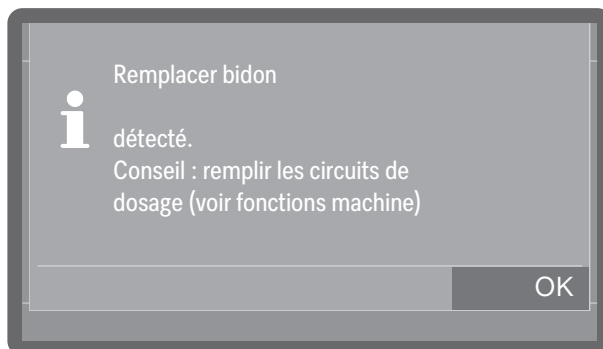 Remplacer bidon
détecté.
Conseil : remplir les circuits de
dosage (voir fonctions machine)
OK